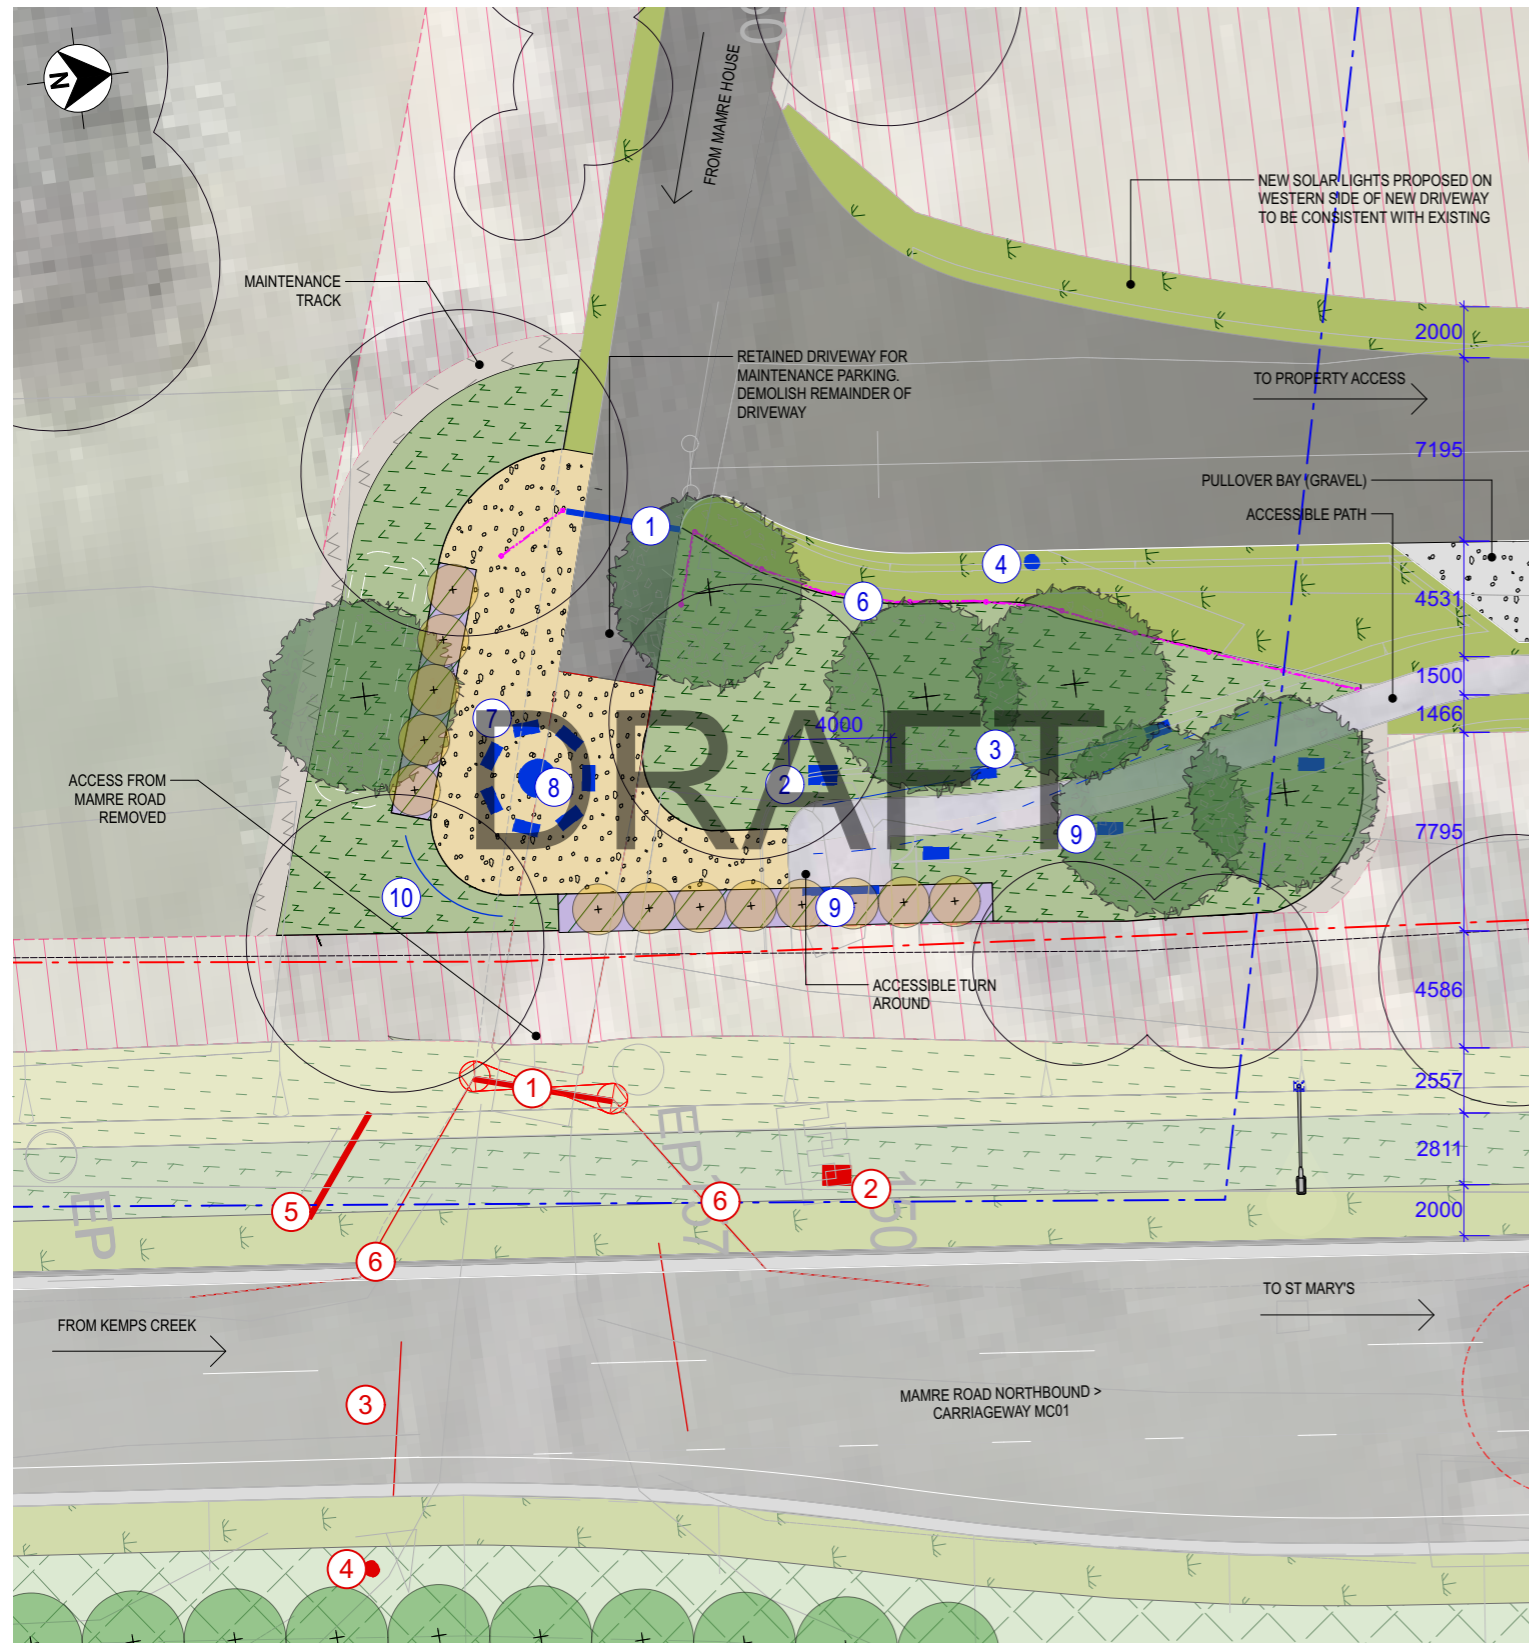 50
N
FROM MAMRE HOUSE
NEW SOLAR LIGHTS PROPOSED ON
WESTERN SIDE OF NEW DRIVEWAY
TO BE CONSISTENT WITH EXISTING
MAINTENANCE
TRACK
2000
RETAINED DRIVEWAY FOR
MAINTENANCE PARKING.
DEMOLISH REMAINDER OF
DRIVEWAY
TO PROPERTY ACCESS
7195
PULLOVER BAY (GRAVEL)
ACCESSIBLE PATH
1
4
6
4531
1500
1466
7
DRAFT
4000
3
2
8
ACCESS FROM
MAMRE ROAD
REMOVED
9
7795
10
9
ACCESSIBLE TURN
AROUND
4586
1
2557
EP
2811
2
150
5
6
2000
EP
6
TO ST MARY'S
FROM KEMPS CREEK
3
MAMRE ROAD NORTHBOUND >
CARRIAGEWAY MC01
4